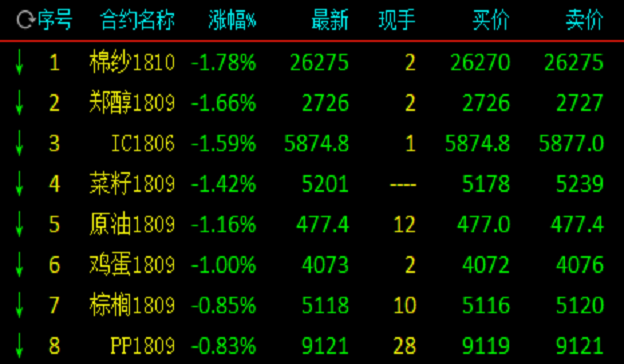 序号 合约名称 涨幅% 最新 现手 买价 卖价
↓ 1 棉纱1810 -1.78% 26275 2 26270 26275
↓ 2 郑醇1809 -1.66% 2726 2 2726 2727
↓ 3 IC1806 -1.59% 5874.8 1 5874.8 5877.0
↓ 4 菜籽1809 -1.42% 5201 ---- 5178 5239
↓ 5 原油1809 -1.16% 477.4 12 477.0 477.4
↓ 6 鸡蛋1809 -1.00% 4073 2 4072 4076
↓ 7 棕榈1809 -0.85% 5118 10 5116 5120
↓ 8 PP1809 -0.83% 9121 28 9119 9121